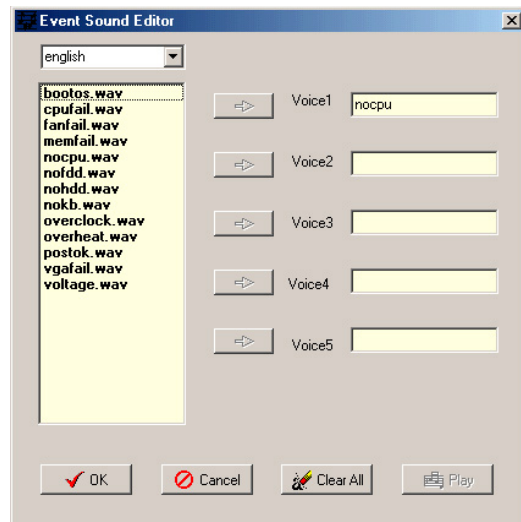 Event Sound Editor
english
bootos.wav
cpufail.wav
fanfail.wav
memfail.wav
nocpu.wav
nofdd.wav
nohdd.wav
nokb.wav
overclock.wav
overheat.wav
postok.wav
vgafail.wav
voltage.wav
Voice1 nocpu
Voice2
Voice3
Voice4
Voice5
OK Cancel Clear All Play